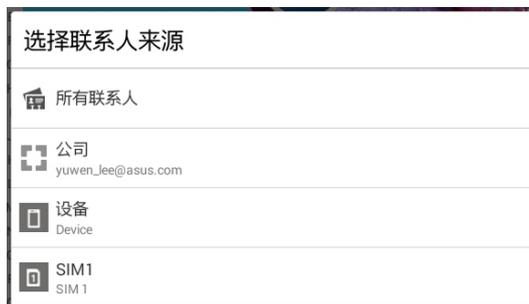 选择联系人来源
所有联系人
公司
yuwen_lee@asus.com
设备
Device
SIM1
SIM 1